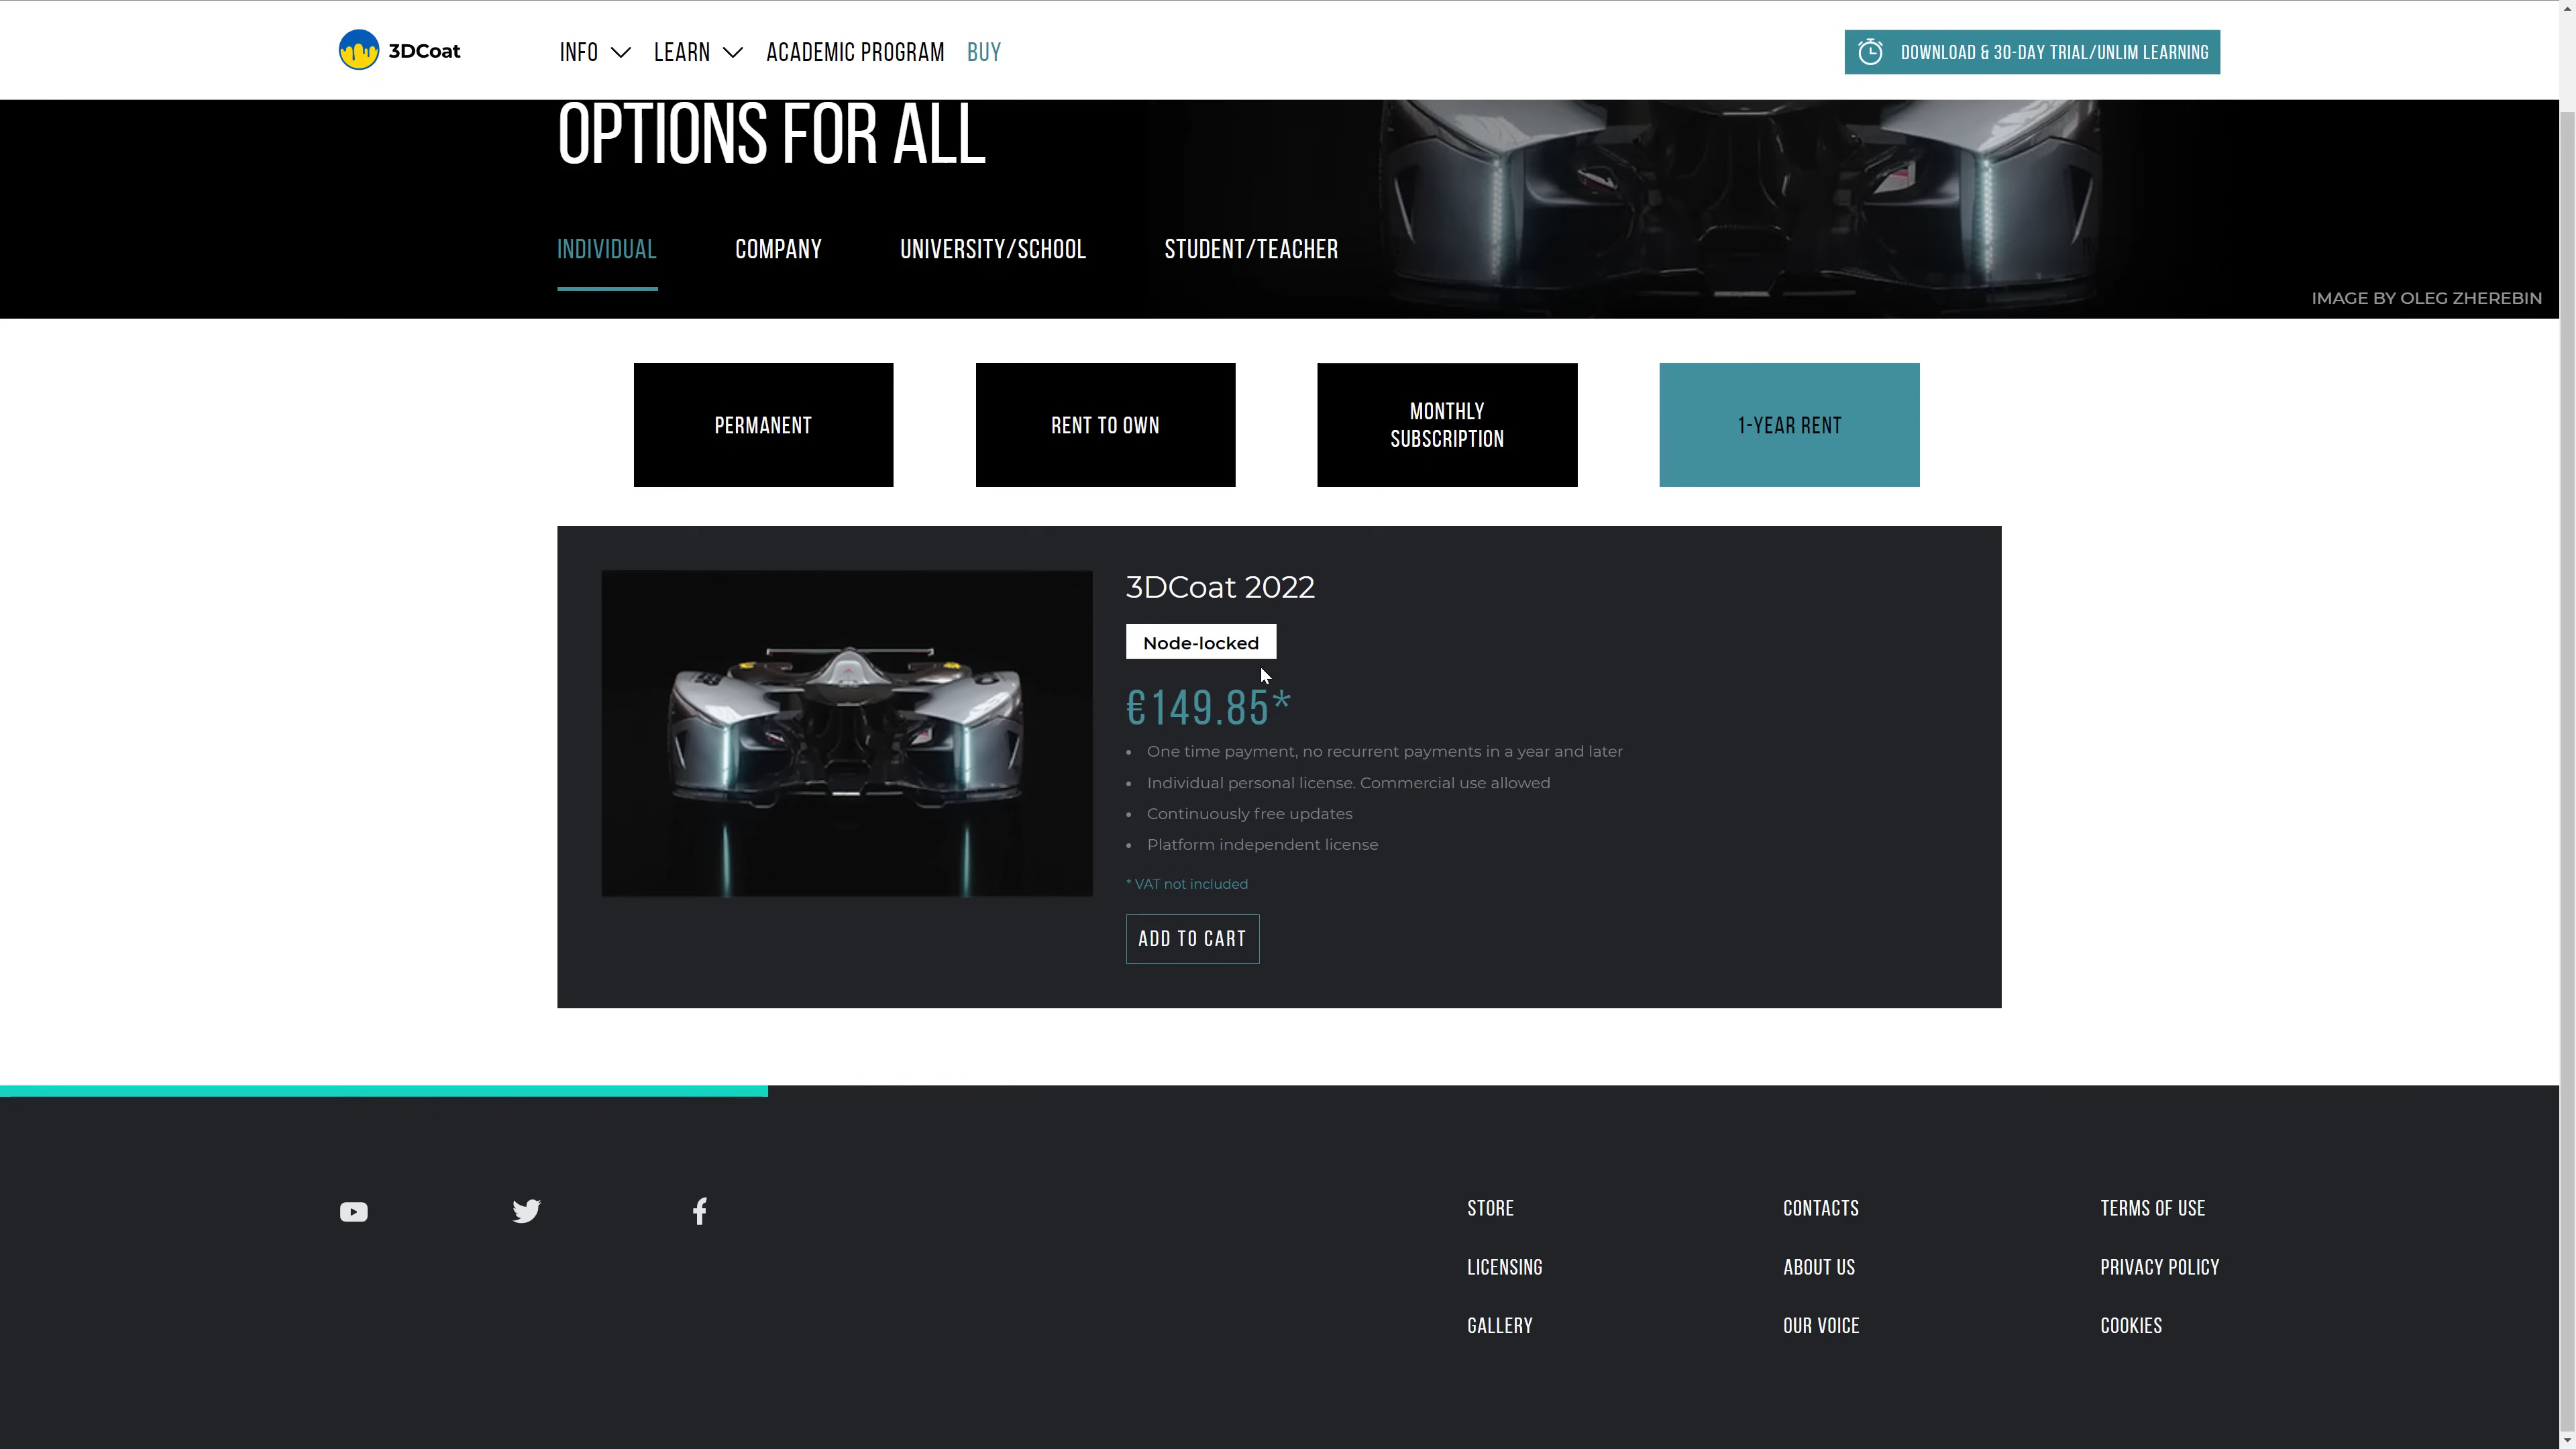 3DCoat
INFO
LEARN
ACADEMIC PROGRAM
BUY
DOWNLOAD & 30-DAY TRIAL/UNLIM LEARNING
OPTIONS FOR ALL
INDIVIDUAL
COMPANY
UNIVERSITY/SCHOOL
STUDENT/TEACHER
IMAGE BY OLEG ZHEREBIN
PERMANENT
RENT TO OWN
MONTHLY
SUBSCRIPTION
1-YEAR RENT
3DCoat 2022
Node-locked
€149.85*
• One time payment, no recurrent payments in a year and later
• Individual personal license. Commercial use allowed
• Continuously free updates
• Platform independent license
* VAT not included
ADD TO CART
STORE
CONTACTS
TERMS OF USE
LICENSING
ABOUT US
PRIVACY POLICY
GALLERY
OUR VOICE
COOKIES